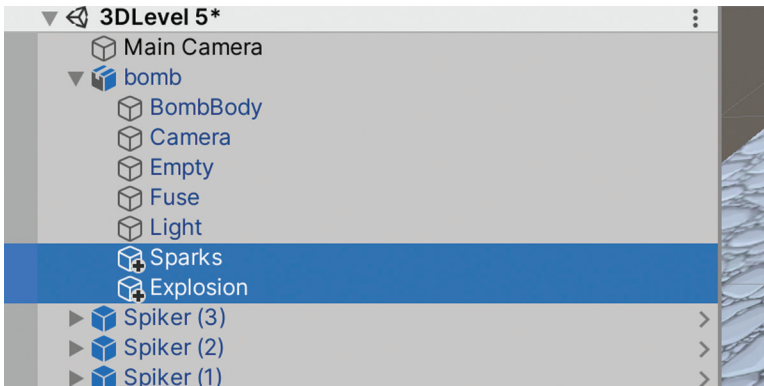 3DLevel 5*
Main Camera
bomb
BombBody
Camera
Empty
Fuse
Light
Sparks
Explosion
Spiker (3)
Spiker (2)
Spiker (1)